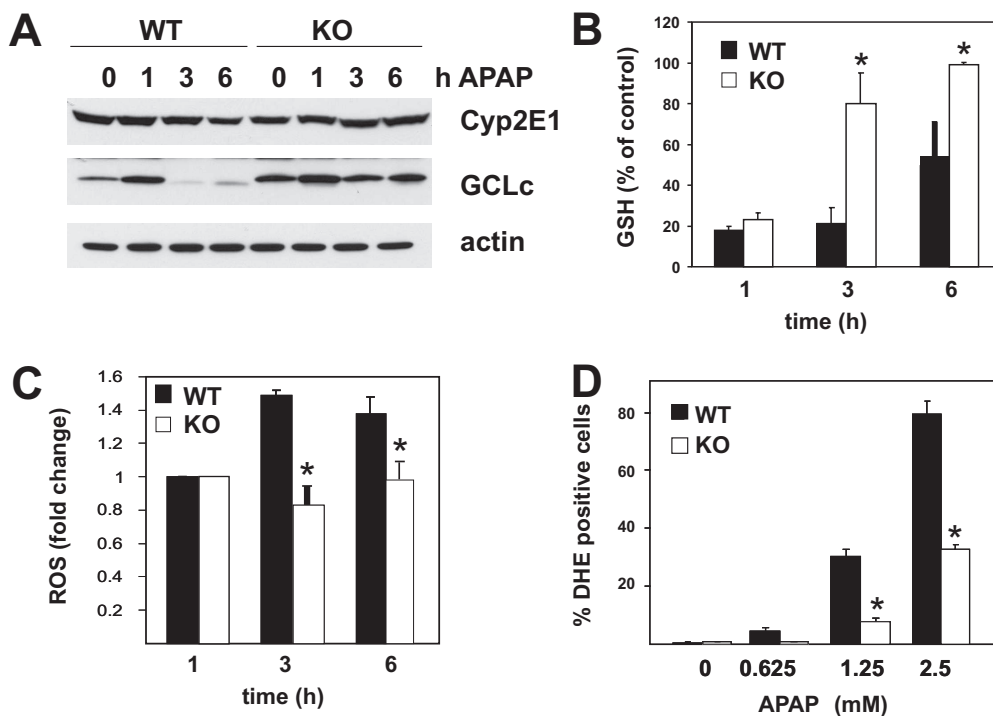 A
WT KO
0 1 3 6 0 1 3 6 h APAP
Cyp2E1
GCLc
actin
B
WT
KO
* *
120
100
80
60
40
20
0
GSH (% of control)
1 3 6
time (h)
C
WT
KO
* *
1.6
1.4
1
0.8
0.6
0.4
0.2
ROS (fold change)
1 3 6
time (h)
D
WT
KO
* *
80
60
40
20
% DHE positive cells
0 0.625 1.25 2.5
APAP (mM)